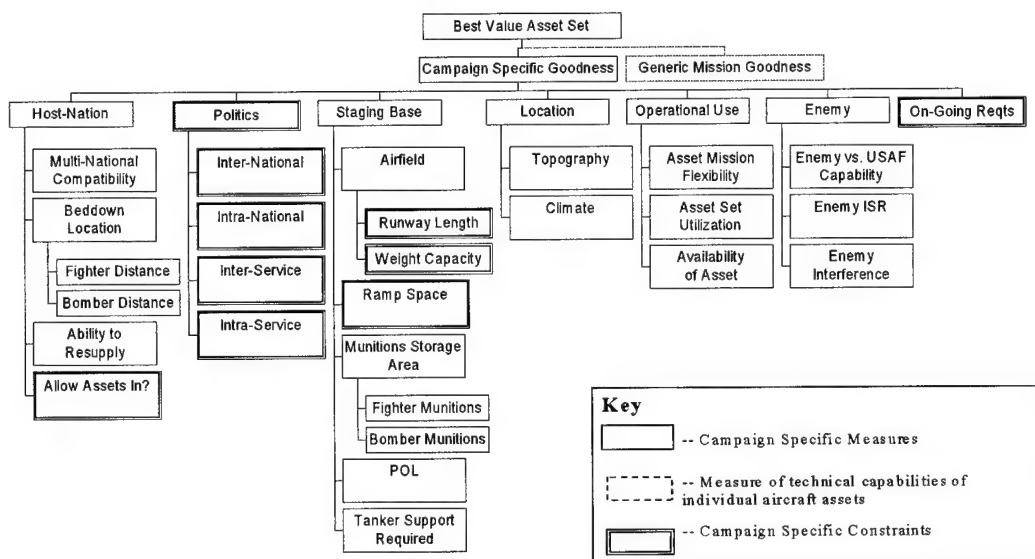 Best Value Asset Set
Campaign Specific Goodness
Generic Mission Goodness
Host-Nation
Politics
Staging Base
Location
Operational Use
Enemy
On-Going Reqts
Multi-National
Compatibility
Beddown
Location
Fighter Distance
Bomber Distance
Ability to
Resupply
Allow Assets In?
Inter-National
Intra-National
Inter-Service
Intra-Service
Airfield
Runway Length
Weight Capacity
Ramp Space
Munitions Storage
Area
Fighter Munitions
Bomber Munitions
POL
Tanker Support
Required
Topography
Climate
Asset Mission
Flexibility
Asset Set
Utilization
Availability
of Asset
Enemy vs. USAF
Capability
Enemy ISR
Enemy
Interference
Key
-- Campaign Specific Measures
-- Measure of technical capabilities of
individual aircraft assets
-- Campaign Specific Constraints